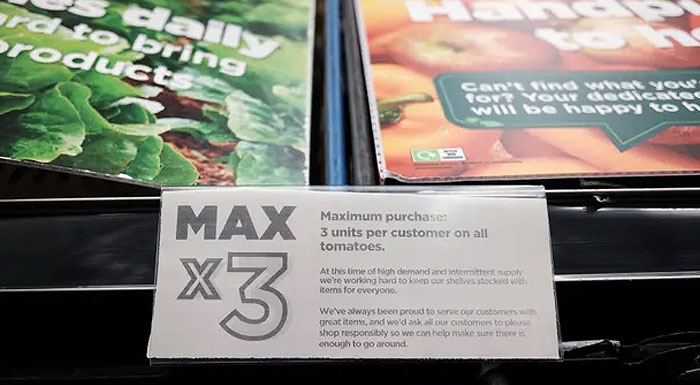 daily
rd to bring
products
Handp
to h
Can't find what you'
for? Your dedicate
will be happy to h
MAX
x3
Maximum purchase:
3 units per customer on all
tomatoes.
At this time of high demand and intermittent supply
we're working hard to keep our shelves stocked with
items for everyone.
We've always been proud to serve our customers with
great items, and we'd ask all our customers to please
shop responsibly so we can help make sure there is
enough to go around.